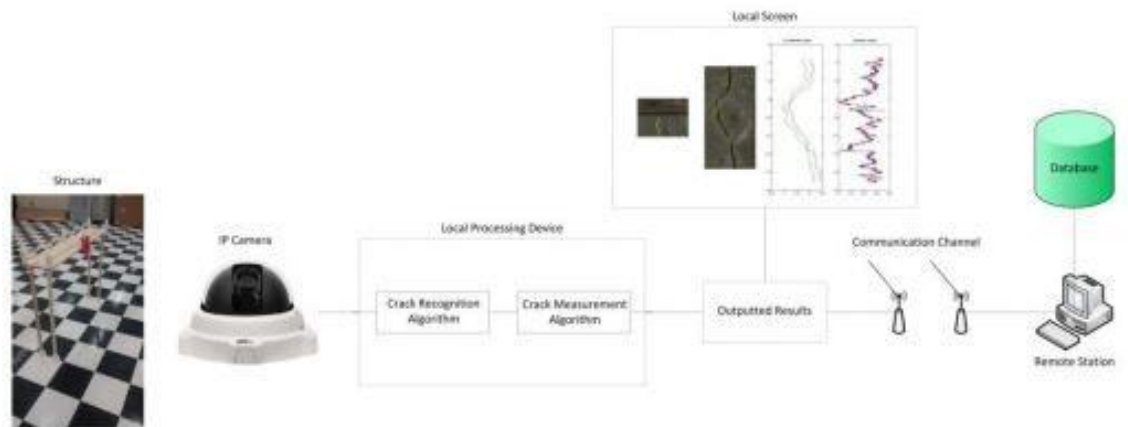 Local Screen
Structure
IP Camera
Local Processing Device
Crack Recognition
Algorithm
Crack Measurement
Algorithm
Outputted Results
Communication Channel
Database
Remote Station